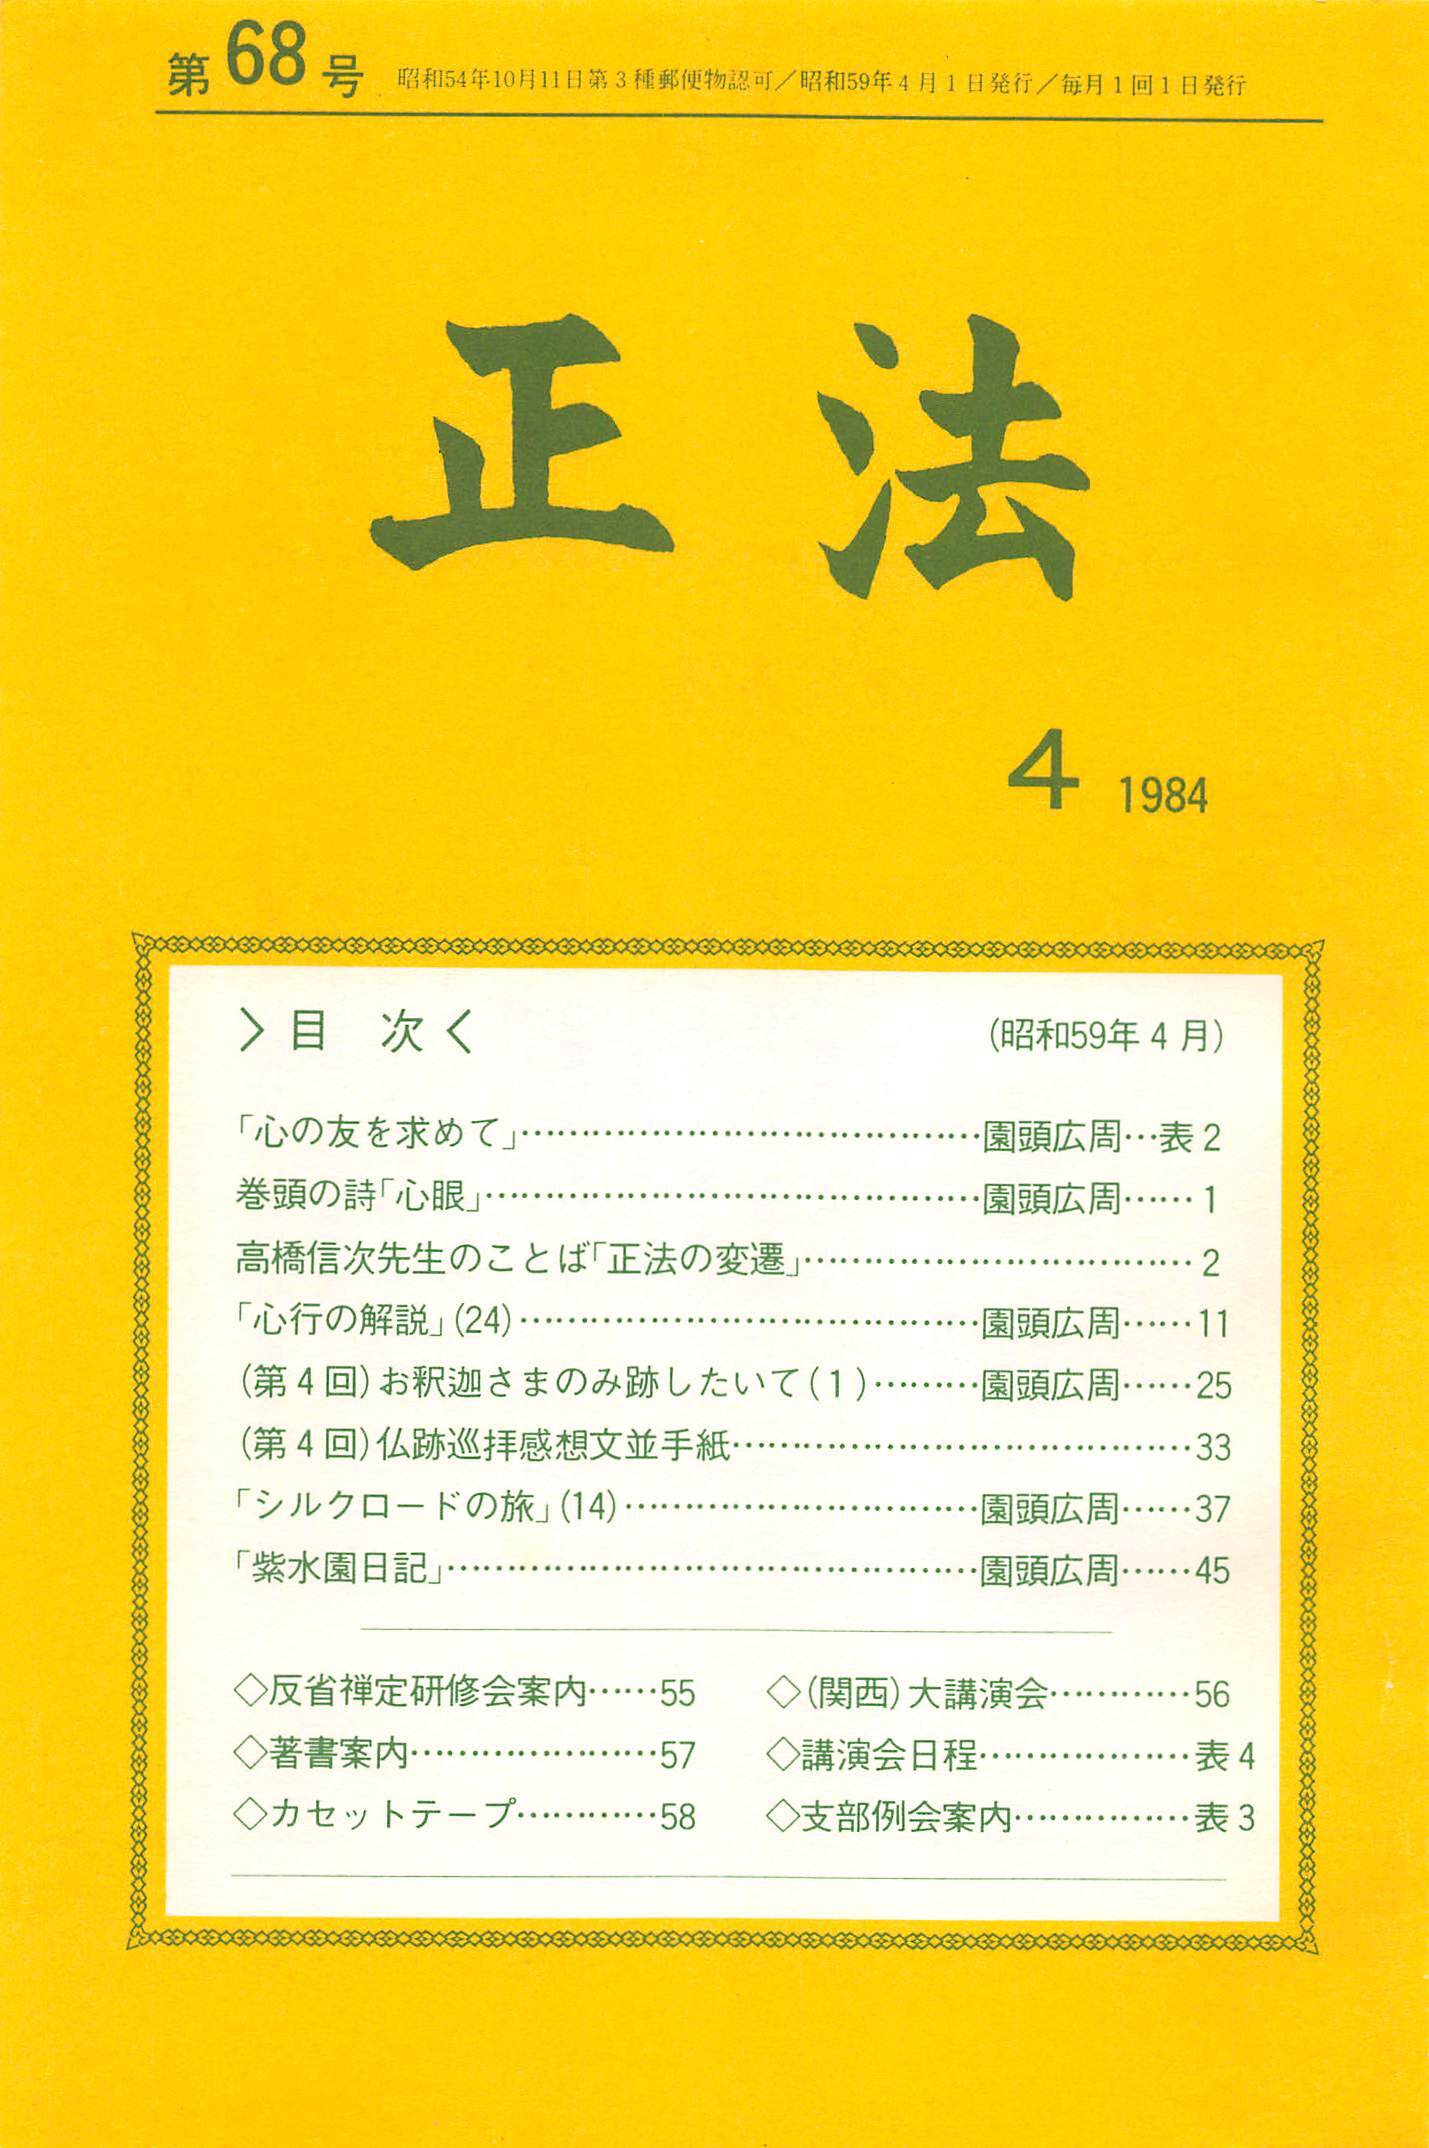 第68号 昭和54年10月11日第3種郵便物認可／昭和59年4月1日発行／毎月1回1日発行
正法
4 1984
〉目 次〈 (昭和59年4月)
「心の友を求めて」……………………………………園頭広周…表2
巻頭の詩「心眼」………………………………………園頭広周……1
高橋信次先生のことば「正法の変遷」………………………………2
「心行の解説」(24)……………………………………園頭広周……11
(第4回)お釈迦さまのみ跡したいて(1)………園頭広周……25
(第4回)仏跡巡拝感想文並手紙……………………………………33
「シルクロードの旅」(14)……………………………園頭広周……37
「紫水園日記」…………………………………………園頭広周……45
◇反省禅定研修会案内……55 ◇(関西)大講演会…………56
◇著書案内…………………57 ◇講演会日程………………表4
◇カセットテープ…………58 ◇支部例会案内……………表3